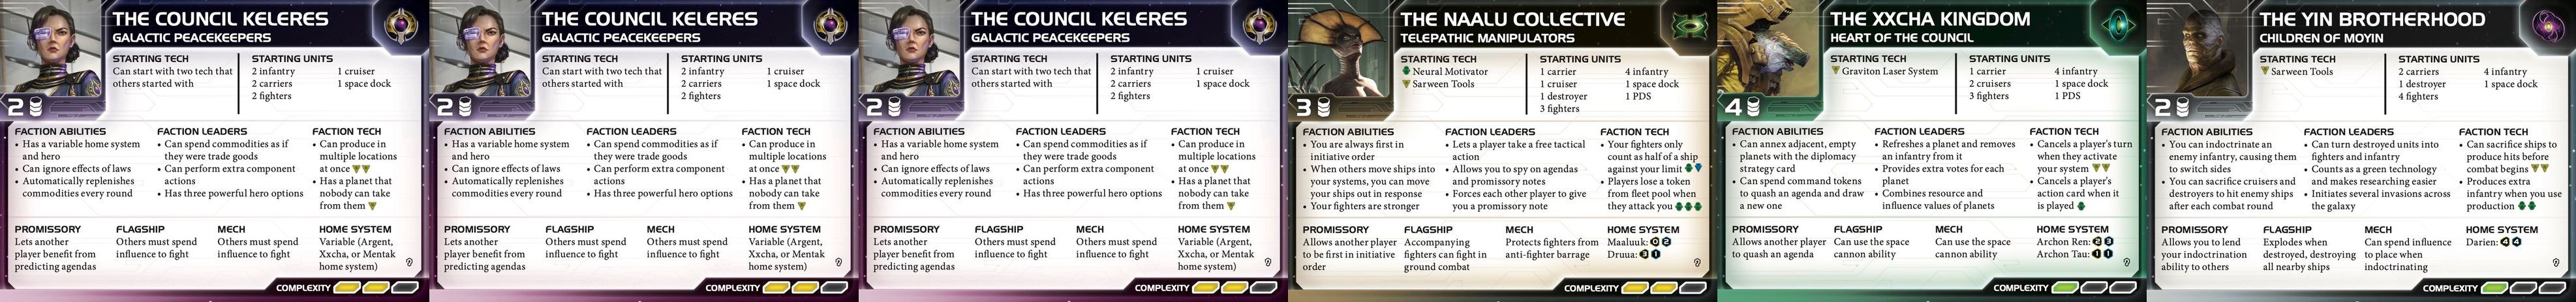 THE COUNCIL KELERES
GALACTIC PEACEKEEPERS
STARTING TECH
Can start with two tech that
others started with
STARTING UNITS
2 infantry
2 carriers
2 fighters
1 cruiser
1 space dock
2
FACTION ABILITIES
• Has a variable home system
and hero
• Can ignore effects of laws
• Automatically replenishes
commodities every round
FACTION LEADERS
• Can spend commodities as if
they were trade goods
• Can perform extra component
actions
• Has three powerful hero options
FACTION TECH
• Can produce in
multiple locations
at once
• Has a planet that
nobody can take
from them
PROMISSORY
Lets another
player benefit from
predicting agendas
FLAGSHIP
Others must spend
influence to fight
MECH
Others must spend
influence to fight
HOME SYSTEM
Variable (Argent,
Xxcha, or Mentak
home system)
COMPLEXITY
THE COUNCIL KELERES
GALACTIC PEACEKEEPERS
STARTING TECH
Can start with two tech that
others started with
STARTING UNITS
2 infantry
2 carriers
2 fighters
1 cruiser
1 space dock
2
FACTION ABILITIES
• Has a variable home system
and hero
• Can ignore effects of laws
• Automatically replenishes
commodities every round
FACTION LEADERS
• Can spend commodities as if
they were trade goods
• Can perform extra component
actions
• Has three powerful hero options
FACTION TECH
• Can produce in
multiple locations
at once
• Has a planet that
nobody can take
from them
PROMISSORY
Lets another
player benefit from
predicting agendas
FLAGSHIP
Others must spend
influence to fight
MECH
Others must spend
influence to fight
HOME SYSTEM
Variable (Argent,
Xxcha, or Mentak
home system)
COMPLEXITY
THE COUNCIL KELERES
GALACTIC PEACEKEEPERS
STARTING TECH
Can start with two tech that
others started with
STARTING UNITS
2 infantry
2 carriers
2 fighters
1 cruiser
1 space dock
2
FACTION ABILITIES
• Has a variable home system
and hero
• Can ignore effects of laws
• Automatically replenishes
commodities every round
FACTION LEADERS
• Can spend commodities as if
they were trade goods
• Can perform extra component
actions
• Has three powerful hero options
FACTION TECH
• Can produce in
multiple locations
at once
• Has a planet that
nobody can take
from them
PROMISSORY
Lets another
player benefit from
predicting agendas
FLAGSHIP
Others must spend
influence to fight
MECH
Others must spend
influence to fight
HOME SYSTEM
Variable (Argent,
Xxcha, or Mentak
home system)
COMPLEXITY
THE NAALU COLLECTIVE
TELEPATHIC MANIPULATORS
STARTING TECH
Neural Motivator
Sarween Tools
STARTING UNITS
1 carrier
1 cruiser
1 destroyer
3 fighters
4 infantry
1 space dock
1 PDS
3
FACTION ABILITIES
• You are always first in
initiative order
• When others move ships into
your systems, you can move
your ships out in response
• Your fighters are stronger
FACTION LEADERS
• Lets a player take a free tactical
action
• Allows you to spy on agendas
and promissory notes
• Forces each other player to give
you a promissory note
FACTION TECH
• Your fighters only
count as half of a ship
against your limit
• Players lose a token
from fleet pool when
they attack you
PROMISSORY
Allows another player
to be first in initiative
order
FLAGSHIP
Accompanying
fighters can fight in
ground combat
MECH
Protects fighters from
anti-fighter barrage
HOME SYSTEM
Maaluuk: 0 2
Druua: 3 1
COMPLEXITY
THE XXCHA KINGDOM
HEART OF THE COUNCIL
STARTING TECH
Graviton Laser System
STARTING UNITS
1 carrier
2 cruisers
3 fighters
4 infantry
1 space dock
1 PDS
4
FACTION ABILITIES
• Can annex adjacent, empty
planets with the diplomacy
strategy card
• Can spend command tokens
to quash an agenda and draw
a new one
FACTION LEADERS
• Refreshes a planet and removes
an infantry from it
• Provides extra votes for each
planet
• Combines resource and
influence values of planets
FACTION TECH
• Cancels a player's turn
when they activate
your system
• Cancels a player's
action card when it
is played
PROMISSORY
Allows another player
to quash an agenda
FLAGSHIP
Can use the space
cannon ability
MECH
Can use the space
cannon ability
HOME SYSTEM
Archon Ren: 2 3
Archon Tau: 1 1
COMPLEXITY
THE YIN BROTHERHOOD
CHILDREN OF MOYIN
STARTING TECH
Sarween Tools
STARTING UNITS
2 carriers
1 destroyer
4 fighters
4 infantry
1 space dock
2
FACTION ABILITIES
• You can indoctrinate an
enemy infantry, causing them
to switch sides
• You can sacrifice cruisers and
destroyers to hit enemy ships
after each combat round
FACTION LEADERS
• Can turn destroyed units into
fighters and infantry
• Counts as a green technology
and makes researching easier
• Initiates several invasions across
the galaxy
FACTION TECH
• Can sacrifice ships to
produce hits before
combat begins
• Produces extra
infantry when you use
production
PROMISSORY
Allows you to lend
your indoctrination
ability to others
FLAGSHIP
Explodes when
destroyed, destroying
all nearby ships
MECH
Can spend influence
to place when
indoctrinating
HOME SYSTEM
Darien: 4 4
COMPLEXITY